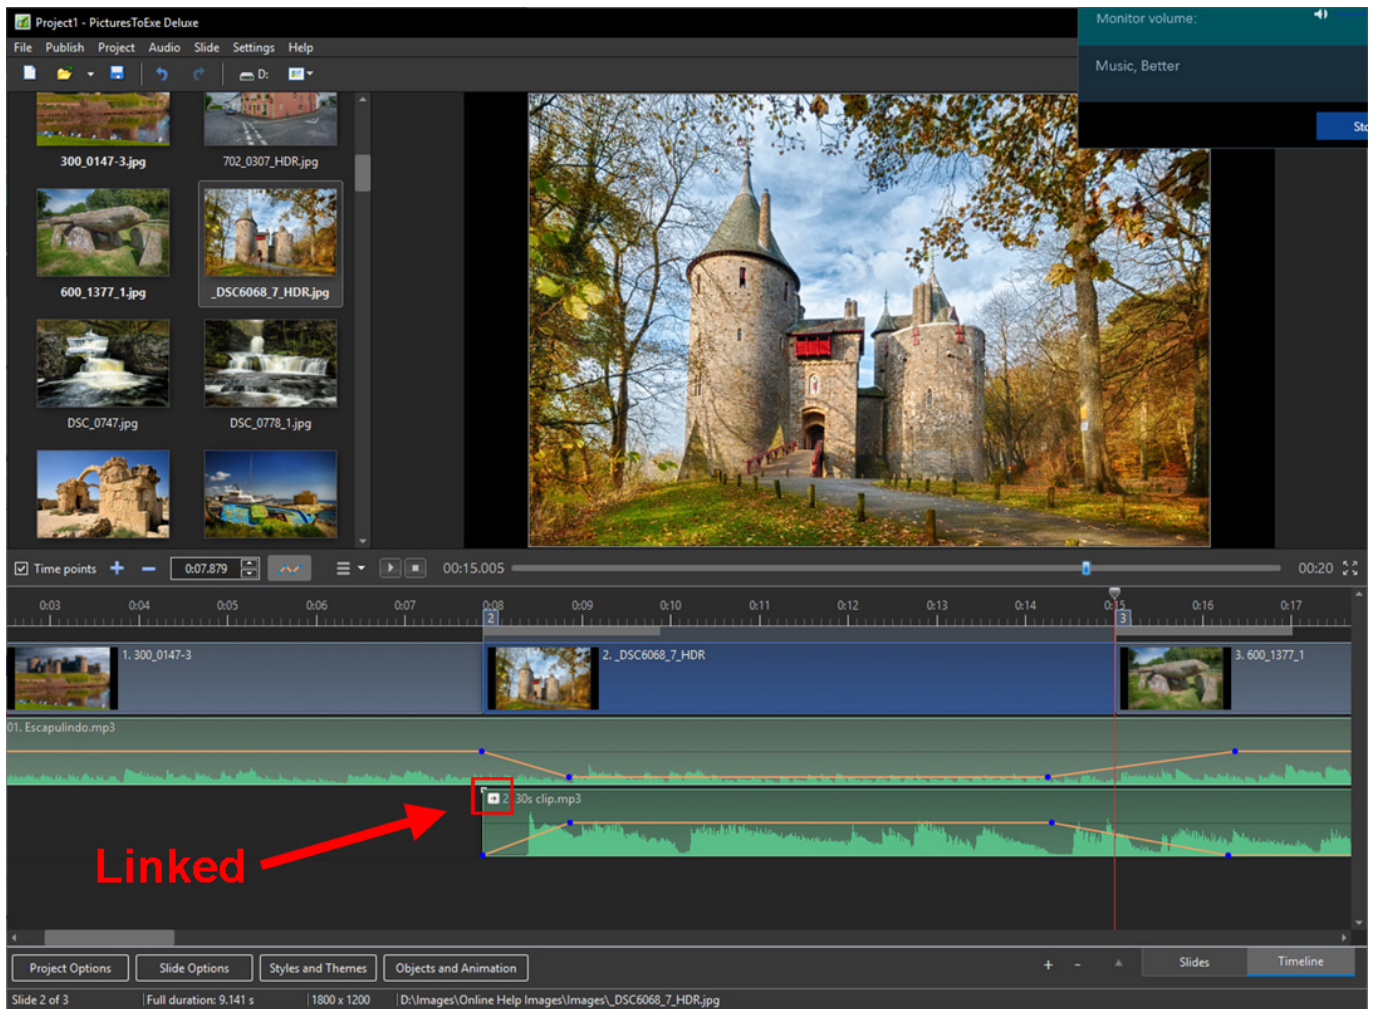 Project1 - PicturesToExe Deluxe
Monitor volume:
File Publish Project Audio Slide Settings Help
Music, Better
D:
300_0147-3.jpg 702_0307_HDR.jpg
600_1377_1.jpg _DSC6068_7_HDR.jpg
DSC_0747.jpg DSC_0778_1.jpg
Time points 0:07.879 00:15.005 00:20
0:03 0:04 0:05 0:06 0:07 0:08 0:09 0:10 0:11 0:12 0:13 0:14 0:15 0:16 0:17
2 3
1. 300_0147-3 2. _DSC6068_7_HDR 3. 600_1377_1
01. Escapulindo.mp3
2 30s clip.mp3
Linked
Project Options Slide Options Styles and Themes Objects and Animation + - Slides Timeline
Slide 2 of 3 Full duration: 9.141 s 1800 x 1200 D:\Images\Online Help Images\Images\_DSC6068_7_HDR.jpg